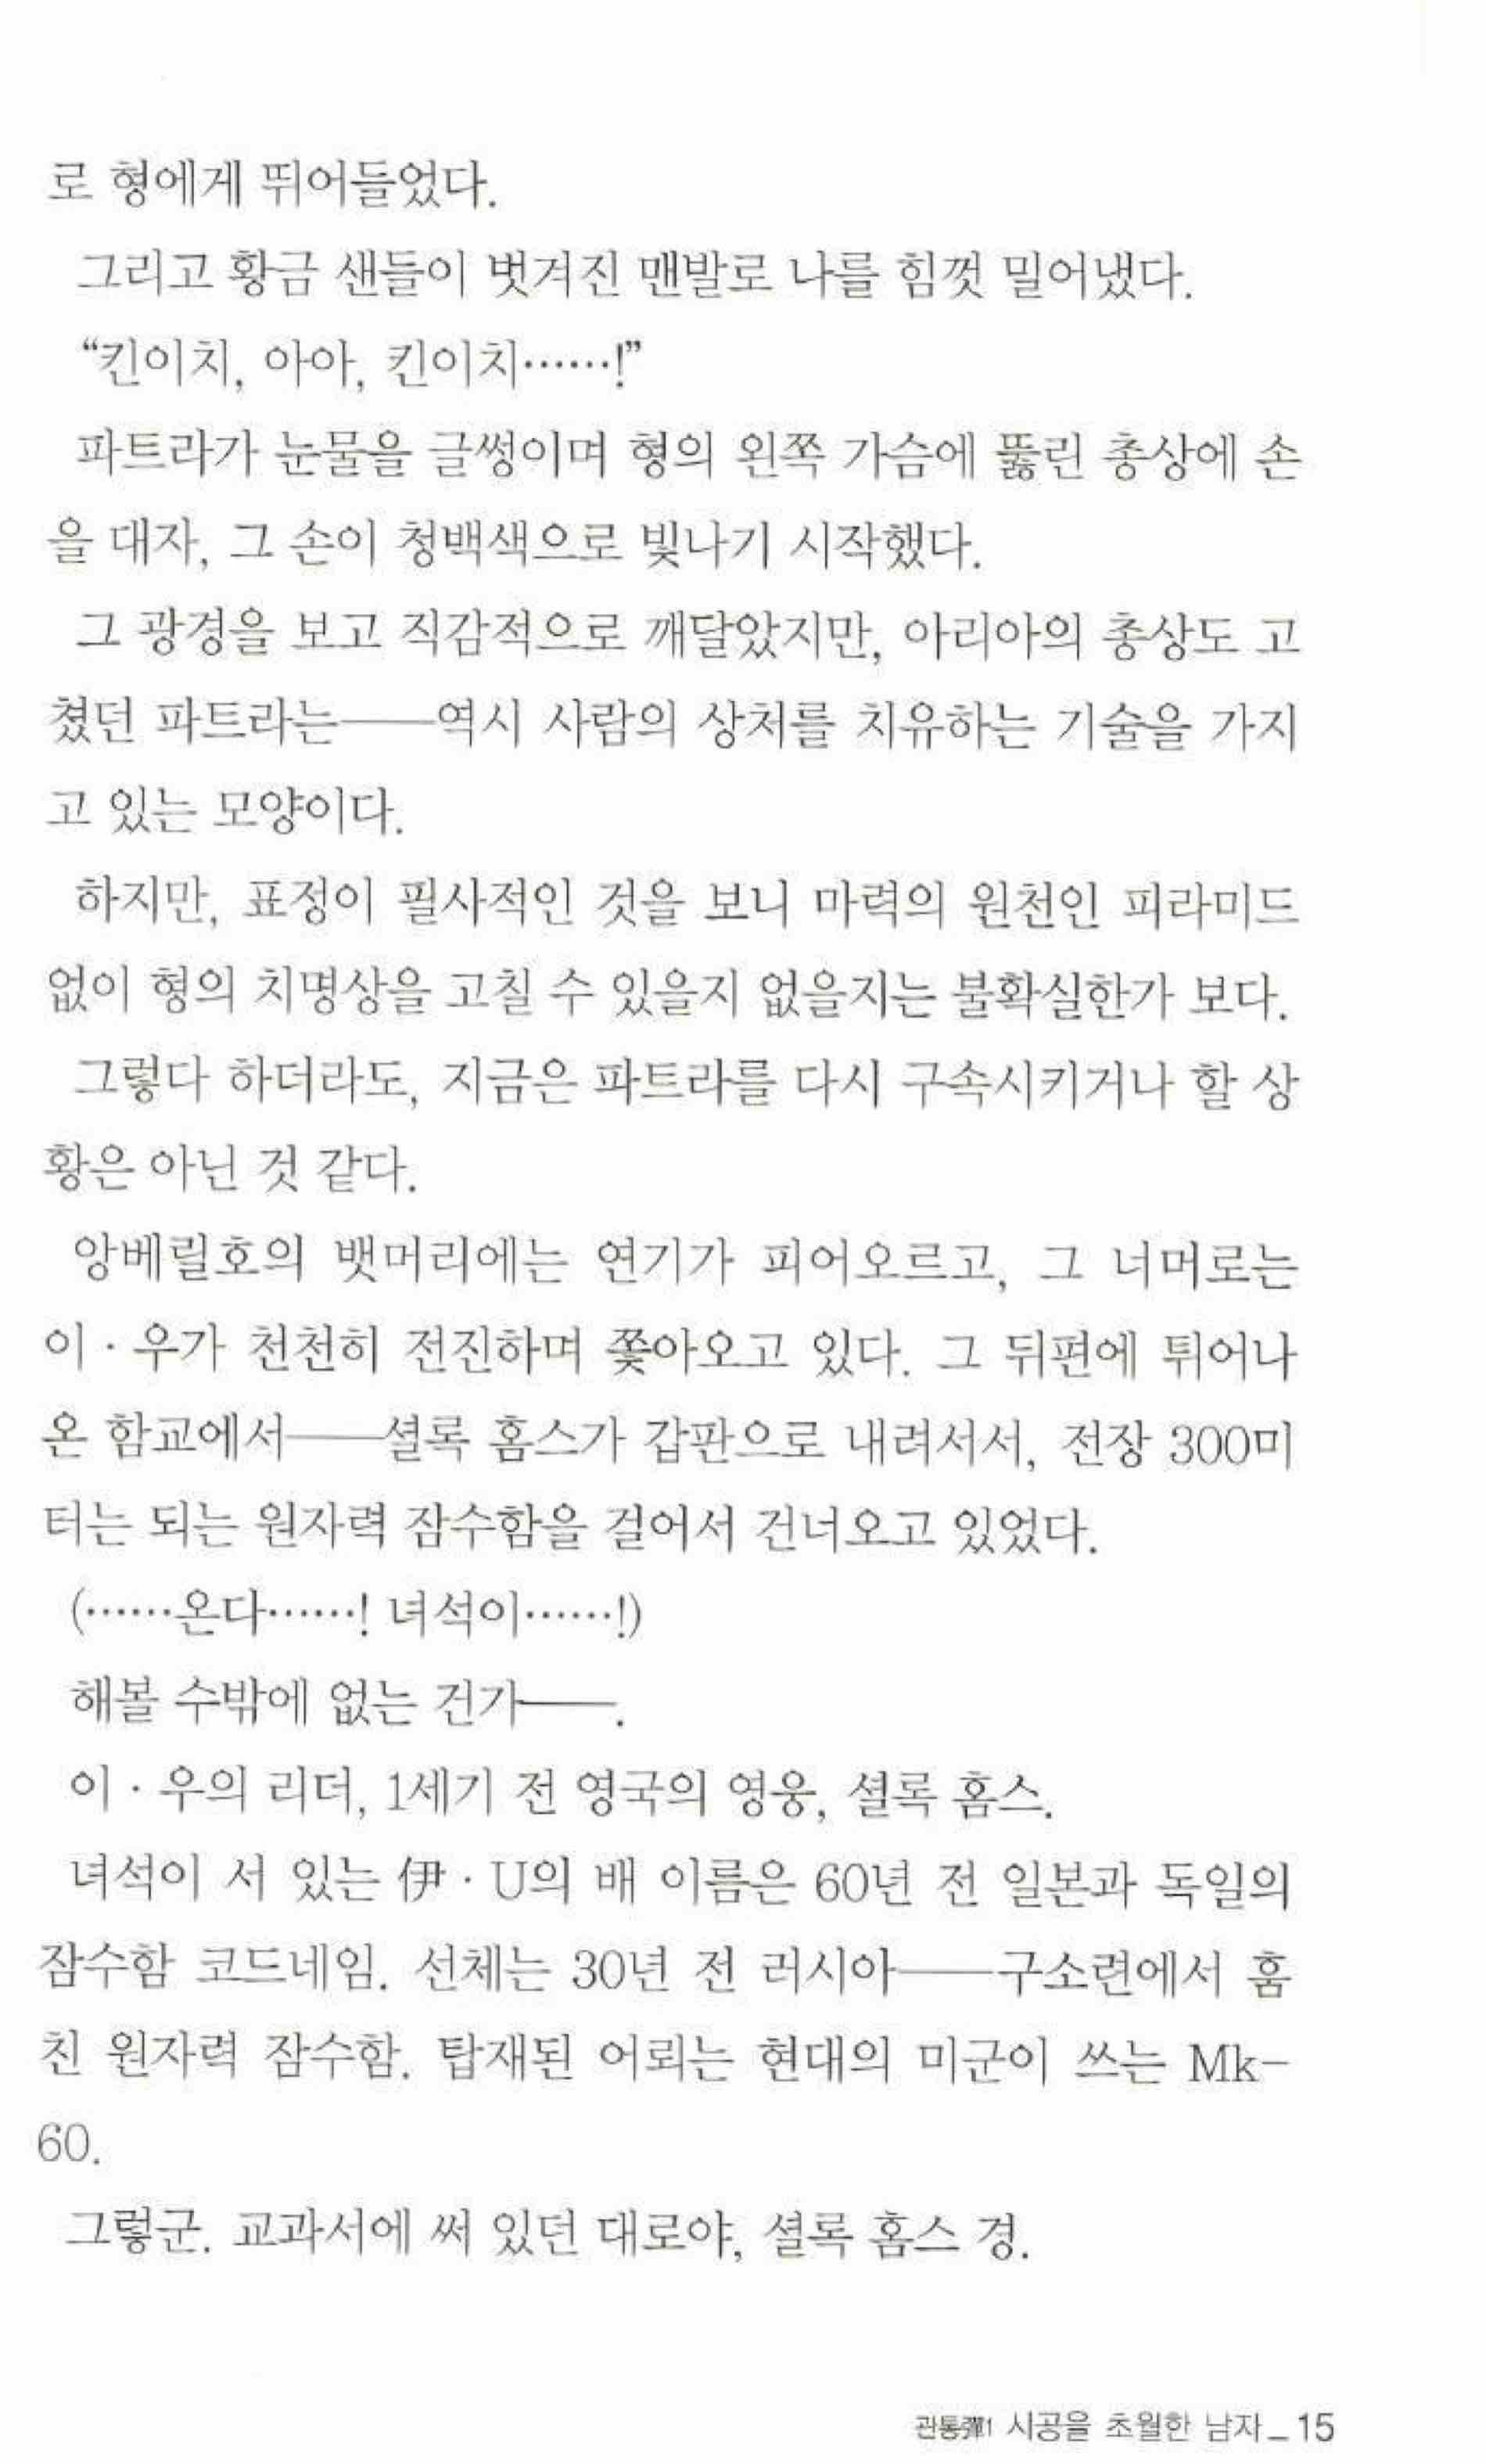 로 형에게 뛰어들었다.
그리고 황금 샌들이 벗겨진 맨발로 나를 힘껏 밀어냈다.
“킨이치, 아아, 킨이치……!”
파트라가 눈물을 글썽이며 형의 왼쪽 가슴에 뚫린 총상에 손
을 대자, 그 손이 청백색으로 빛나기 시작했다.
그 광경을 보고 직감적으로 깨달았지만, 아리아의 총상도 고
쳤던 파트라는──역시 사람의 상처를 치유하는 기술을 가지
고 있는 모양이다.
하지만, 표정이 필사적인 것을 보니 마력의 원천인 피라미드
없이 형의 치명상을 고칠 수 있을지 없을지는 불확실한가 보다.
그렇다 하더라도, 지금은 파트라를 다시 구속시키거나 할 상
황은 아닌 것 같다.
앙베릴호의 뱃머리에는 연기가 피어오르고, 그 너머로는
이·우가 천천히 전진하며 쫓아오고 있다. 그 뒤편에 튀어나
온 함교에서──셜록 홈스가 갑판으로 내려서서, 전장 300미
터는 되는 원자력 잠수함을 걸어서 건너오고 있었다.
(……온다……! 녀석이……!)
해볼 수밖에 없는 건가──.
이·우의 리더, 1세기 전 영국의 영웅, 셜록 홈스.
녀석이 서 있는 伊·U의 배 이름은 60년 전 일본과 독일의
잠수함 코드네임. 선체는 30년 전 러시아──구소련에서 훔
친 원자력 잠수함. 탑재된 어뢰는 현대의 미군이 쓰는 Mk-
60.
그렇군. 교과서에 써 있던 대로야, 셜록 홈스 경.
관통彈1 시공을 초월한 남자_15